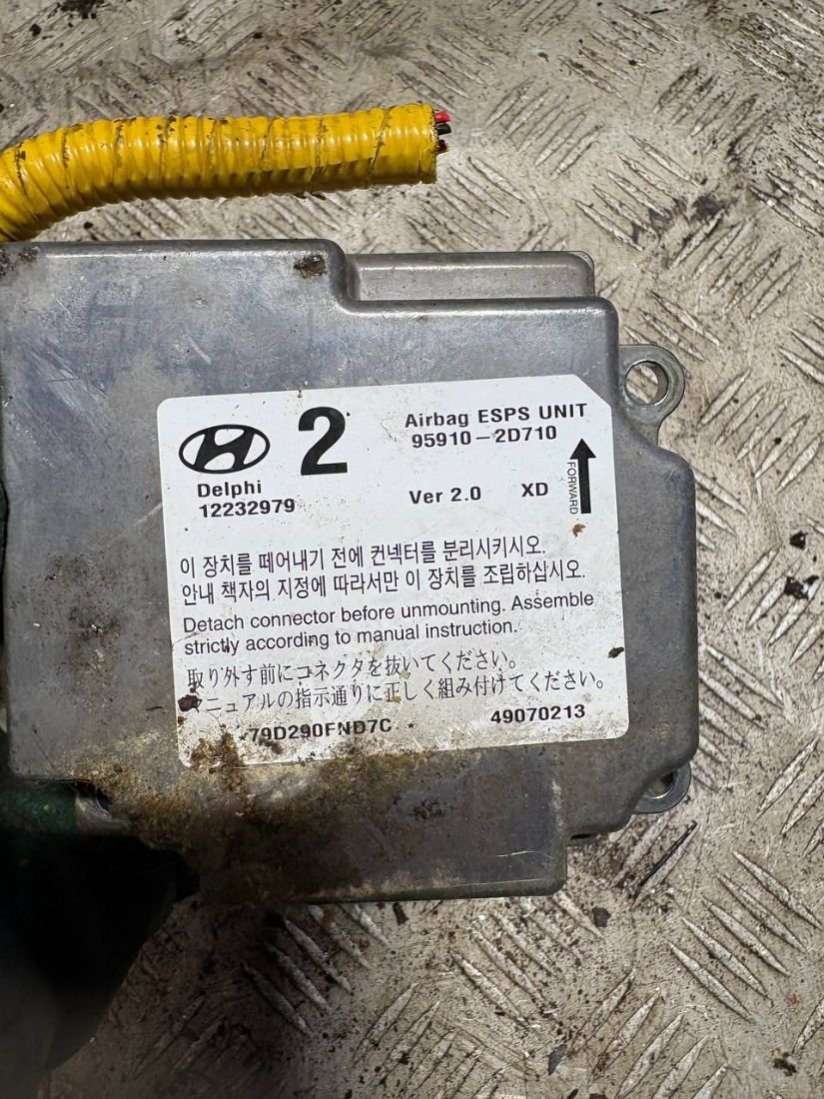 2
Airbag ESPS UNIT
95910-2D710
Delphi
12232979
Ver 2.0 XD
FORWARD
이 장치를 떼어내기 전에 컨넥터를 분리시키시오.
안내 책자의 지정에 따라서만 이 장치를 조립하십시오.
Detach connector before unmounting. Assemble
strictly according to manual instruction.
取り外す前にコネクタを抜いてください。
マニュアルの指示通りに正しく組み付けてください。
*79D290FND7C*
49070213